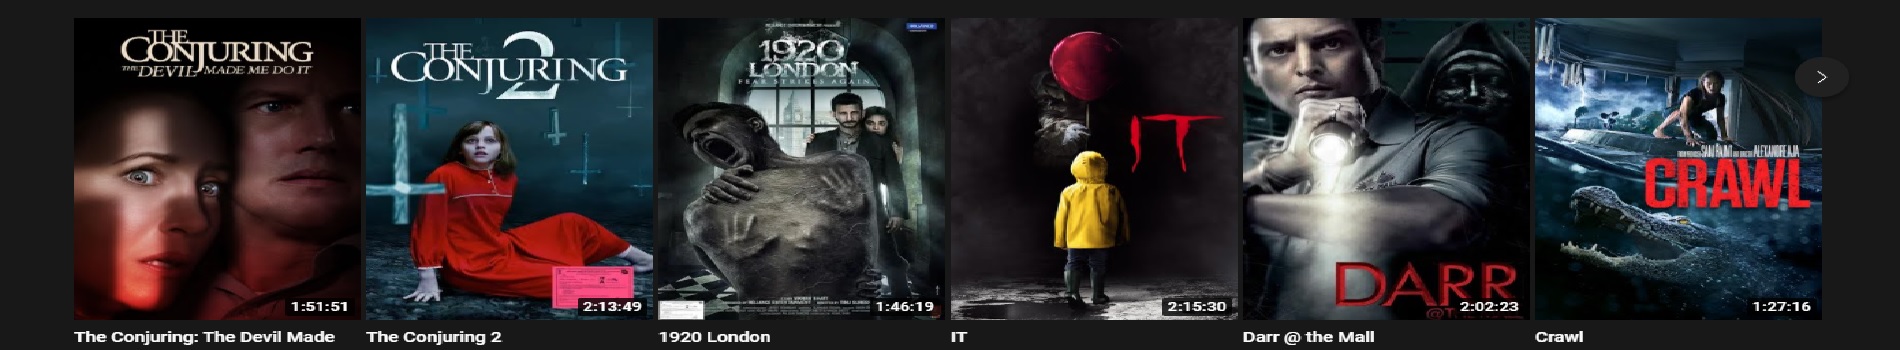 THE
CONJURING
THE DEVIL MADE ME DO IT
1:51:51
The Conjuring: The Devil Made
THE
CONJURING
2
2:13:49
The Conjuring 2
1920
LONDON
FEAR STRIKES AGAIN
1:46:19
1920 London
IT
2:15:30
IT
DARR
2:02:23
Darr @ the Mall
ALEXANDRE AJA
CRAWL
1:27:16
Crawl